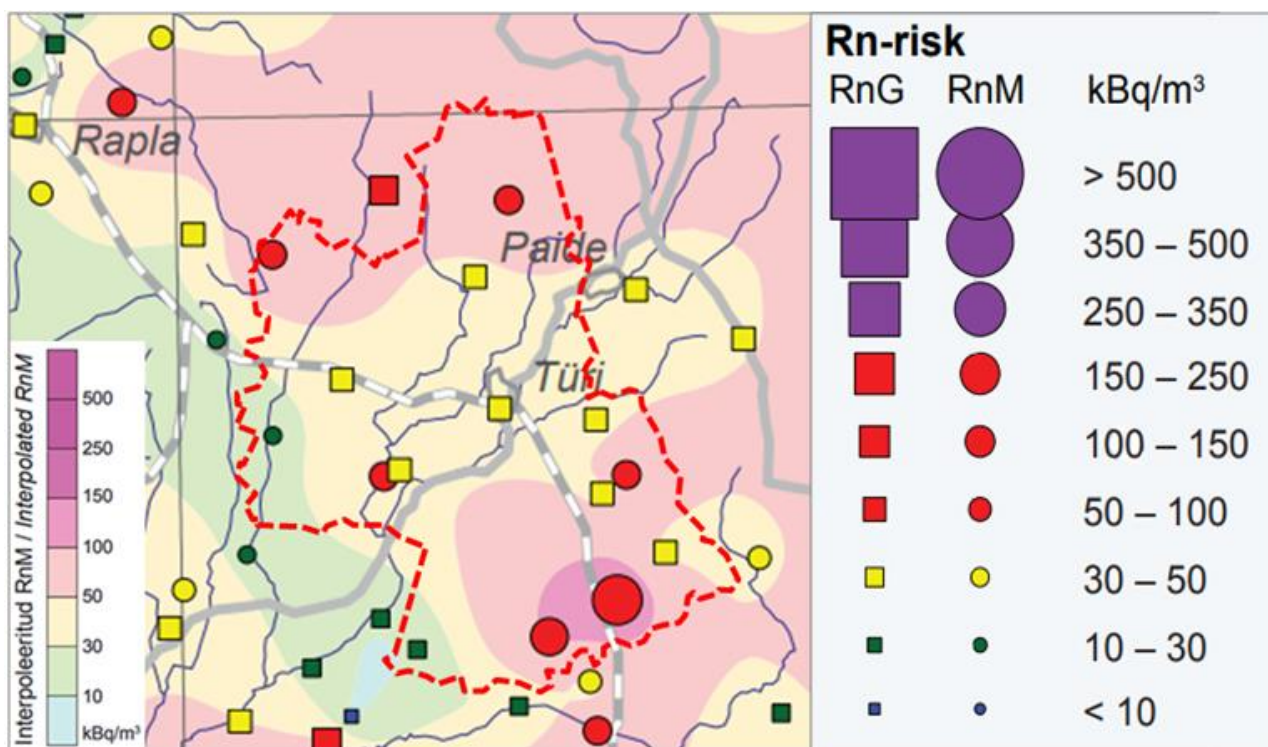 Rapla
Paide
Türi
Interpoleeritud RnM / Interpolated RnM
500
250
150
100
50
30
10
kBq/m³
Rn-risk
RnG RnM kBq/m³
> 500
350 – 500
250 – 350
150 – 250
100 – 150
50 – 100
30 – 50
10 – 30
< 10